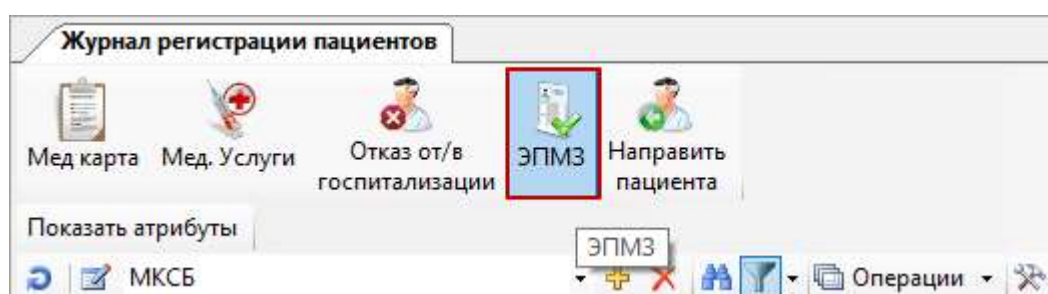 Журнал регистрации пациентов
Мед карта
Мед. Услуги
Отказ от/в
госпитализации
ЭПМЗ
Направить
пациента
Показать атрибуты
ЭПМЗ
МКСБ
Операции